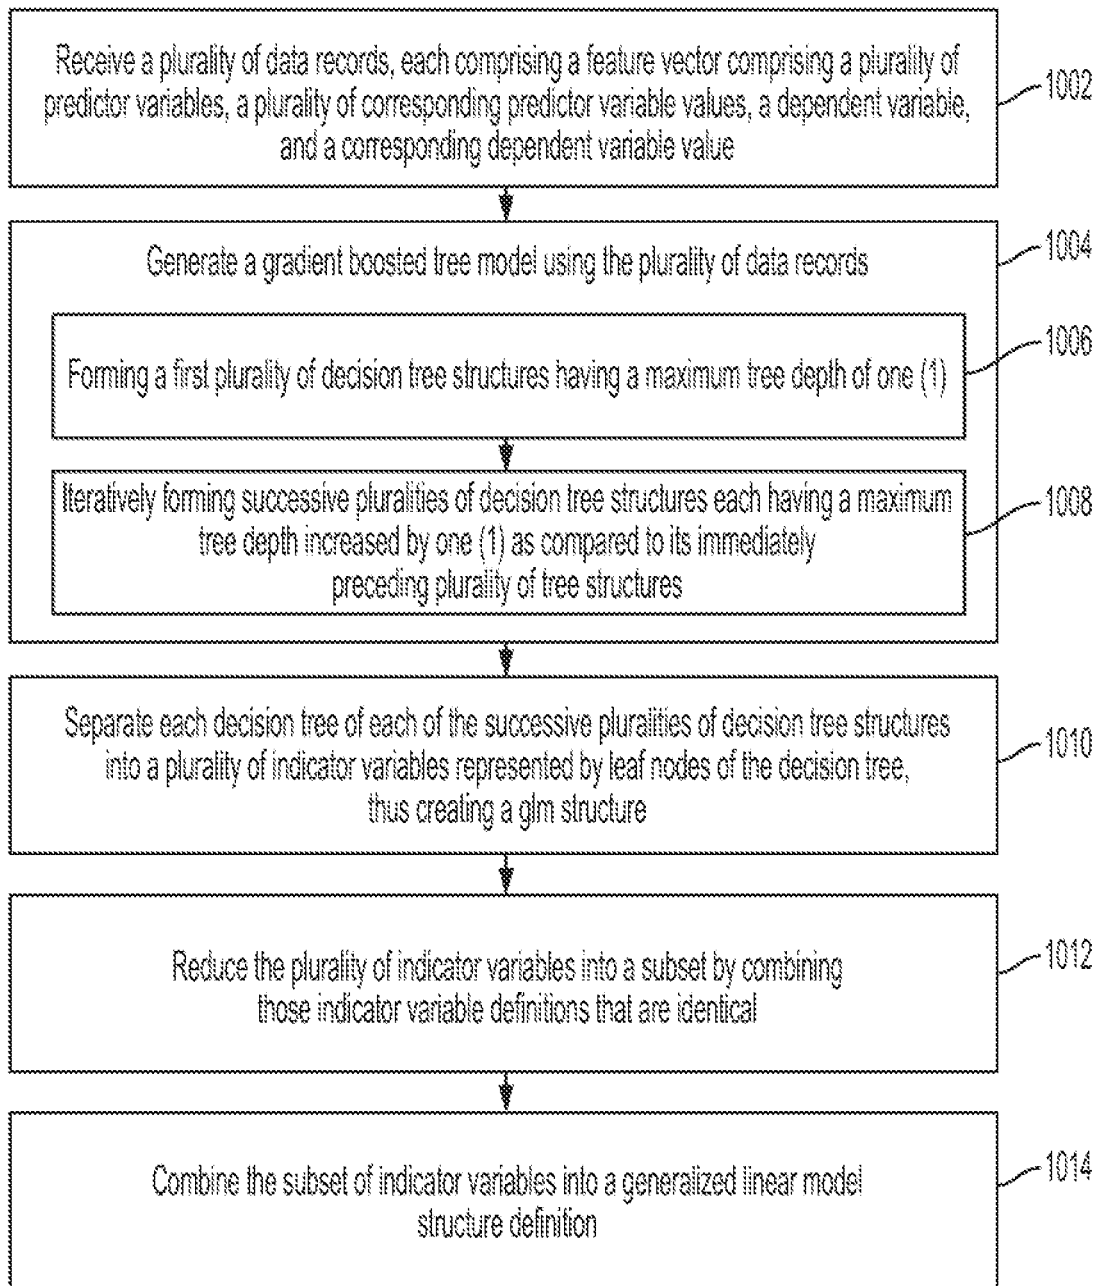 Receive a plurality of data records, each comprising a feature vector comprising a plurality of
predictor variables, a plurality of corresponding predictor variable values, a dependent variable,
and a corresponding dependent variable value
1002
Generate a gradient boosted tree model using the plurality of data records
1004
Forming a first plurality of decision tree structures having a maximum tree depth of one (1)
1006
Iteratively forming successive pluralities of decision tree structures each having a maximum
tree depth increased by one (1) as compared to its immediately
preceding plurality of tree structures
1008
Separate each decision tree of each of the successive pluralities of decision tree structures
into a plurality of indicator variables represented by leaf nodes of the decision tree,
thus creating a glm structure
1010
Reduce the plurality of indicator variables into a subset by combining
those indicator variable definitions that are identical
1012
Combine the subset of indicator variables into a generalized linear model
structure definition
1014